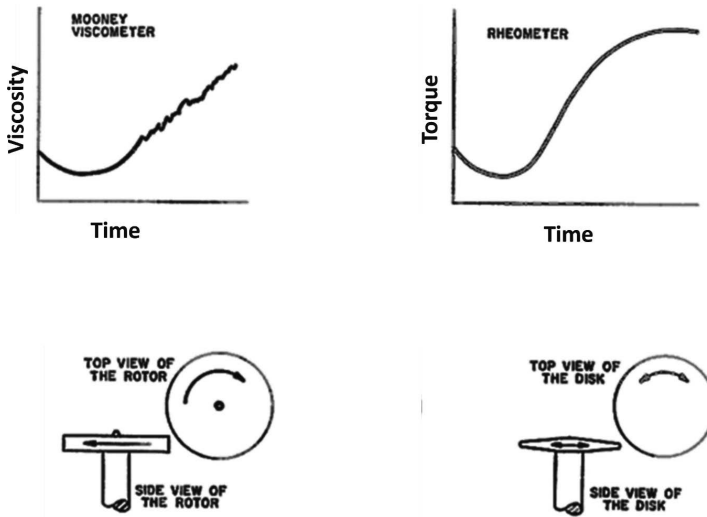 MOONEY
VISCOMETER
Viscosity
Time
RHEOMETER
Torque
Time
TOP VIEW OF
THE ROTOR
SIDE VIEW OF
THE ROTOR
TOP VIEW OF
THE DISK
SIDE VIEW OF
THE DISK